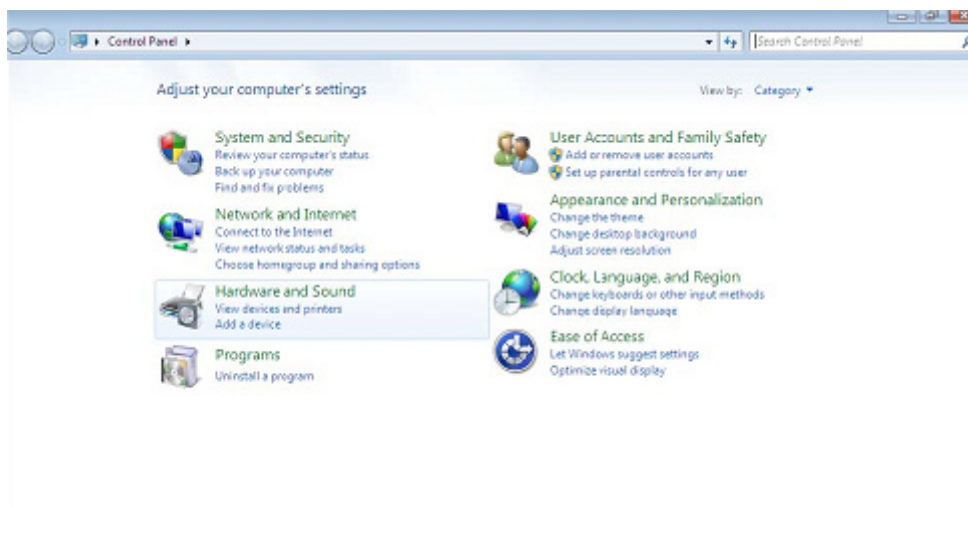 Control Panel
Search Control Panel
Adjust your computer's settings
View by: Category
System and Security
Review your computer's status
Back up your computer
Find and fix problems
Network and Internet
Connect to the Internet
View network status and tasks
Choose homegroup and sharing options
Hardware and Sound
View devices and printers
Add a device
Programs
Uninstall a program
User Accounts and Family Safety
Add or remove user accounts
Set up parental controls for any user
Appearance and Personalization
Change the theme
Change desktop background
Adjust screen resolution
Clock, Language, and Region
Change keyboards or other input methods
Change display language
Ease of Access
Let Windows suggest settings
Optimize visual display